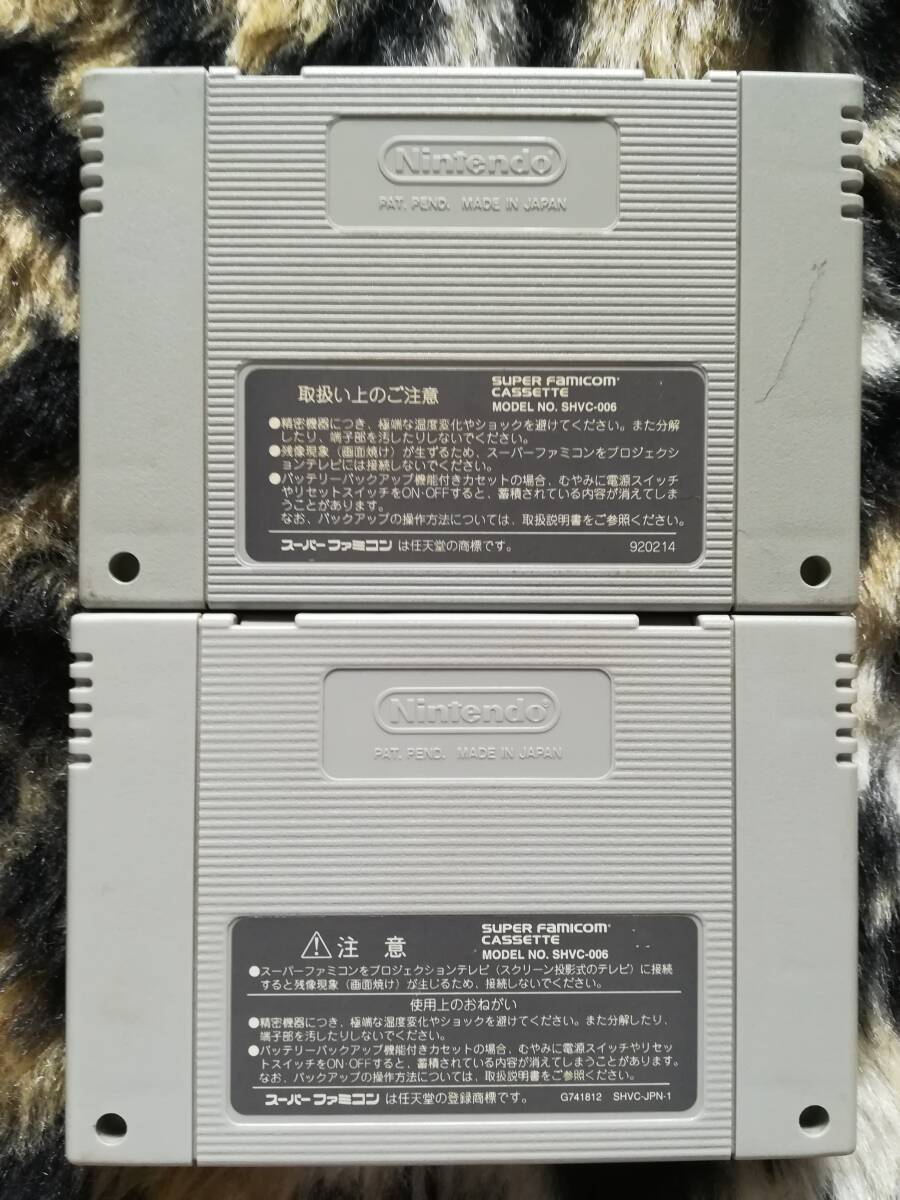 Nintendo
PAT. PEND. MADE IN JAPAN
取扱い上のご注意
SUPER FAMICOM
CASSETTE
MODEL NO. SHVC-006
●精密機器につき、極端な温度変化やショックを避けてください。また分解
したり、端子部を汚したりしないでください。
●残像現象(画面焼け)が生ずるため、スーパーファミコンをプロジェクシ
ョンテレビには接続しないでください。
●バッテリーバックアップ機能付きカセットの場合、むやみに電源スイッチ
やリセットスイッチをON・OFFすると、蓄積されている内容が消えてしま
うことがあります。
なお、バックアップの操作方法については、取扱説明書をご参照ください。
スーパーファミコンは任天堂の商標です。
920214
Nintendo
PAT. PEND. MADE IN JAPAN
⚠注意
SUPER FAMICOM
CASSETTE
MODEL NO. SHVC-006
●スーパーファミコンをプロジェクションテレビ(スクリーン投影式のテレビ)に接続
すると残像現象(画面焼け)が生じるため、接続しないでください。
使用上のおねがい
●精密機器につき、極端な温度変化やショックを避けてください。また分解したり、
端子部を汚したりしないでください。
●バッテリーバックアップ機能付きカセットの場合、むやみに電源スイッチやリセッ
トスイッチをON・OFFすると、蓄積されている内容が消えてしまうことがあります。
なお、バックアップの操作方法については、取扱説明書をご参照ください。
スーパーファミコンは任天堂の登録商標です。
G741812 SHVC-JPN-1